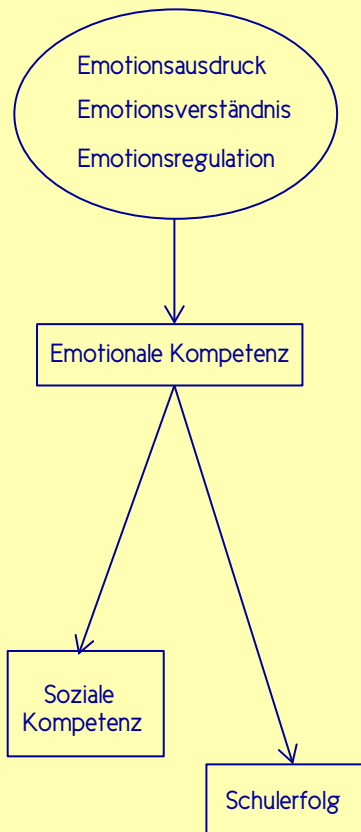 Emotionsausdruck
Emotionsverständnis
Emotionsregulation
Emotionale Kompetenz
Soziale
Kompetenz
Schulerfolg